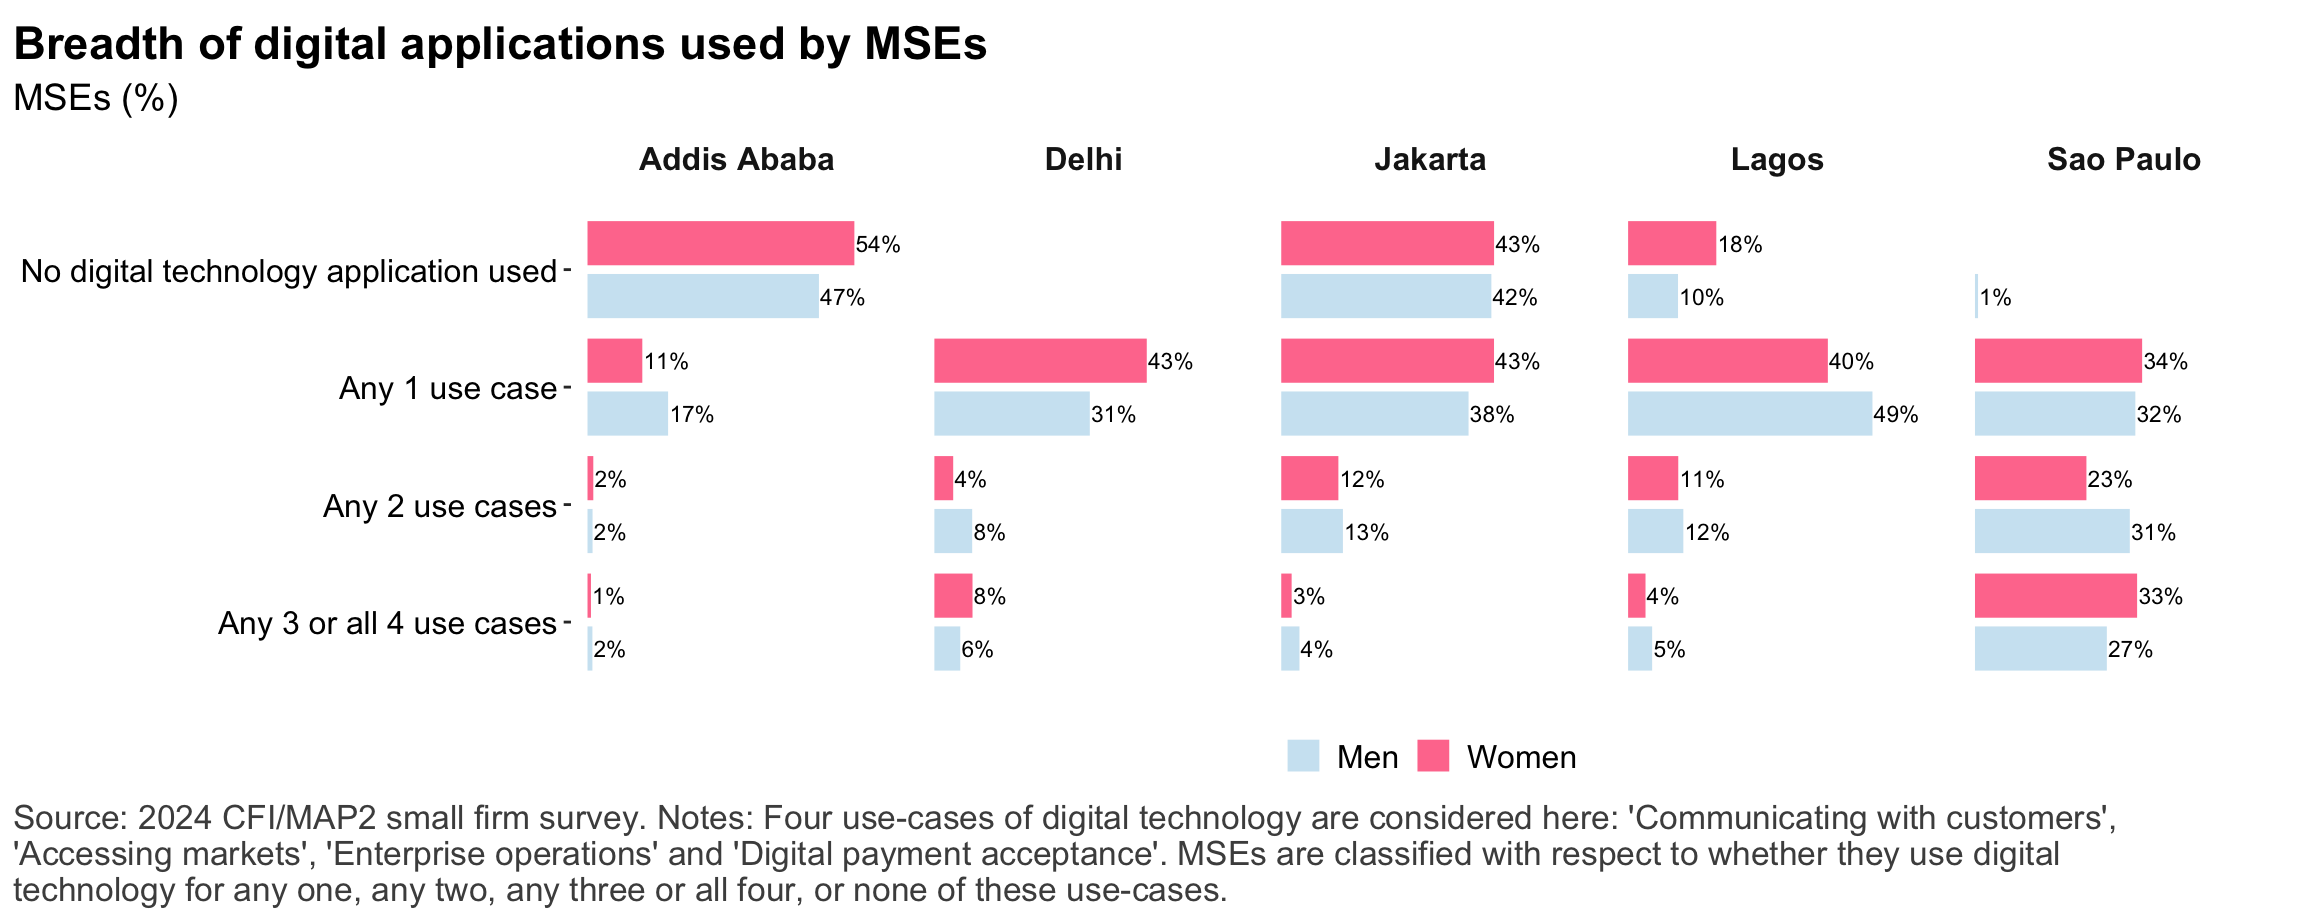 Breadth of digital applications used by MSEs
MSEs (%)
Addis Ababa Delhi Jakarta Lagos Sao Paulo
No digital technology application used
54% 43% 18%
47% 42% 10% 1%
Any 1 use case
11% 43% 43% 40% 34%
17% 31% 38% 49% 32%
Any 2 use cases
2% 4% 12% 11% 23%
2% 8% 13% 12% 31%
Any 3 or all 4 use cases
1% 8% 3% 4% 33%
2% 6% 4% 5% 27%
Men Women
Source: 2024 CFI/MAP2 small firm survey. Notes: Four use-cases of digital technology are considered here: 'Communicating with customers',
'Accessing markets', 'Enterprise operations' and 'Digital payment acceptance'. MSEs are classified with respect to whether they use digital
technology for any one, any two, any three or all four, or none of these use-cases.